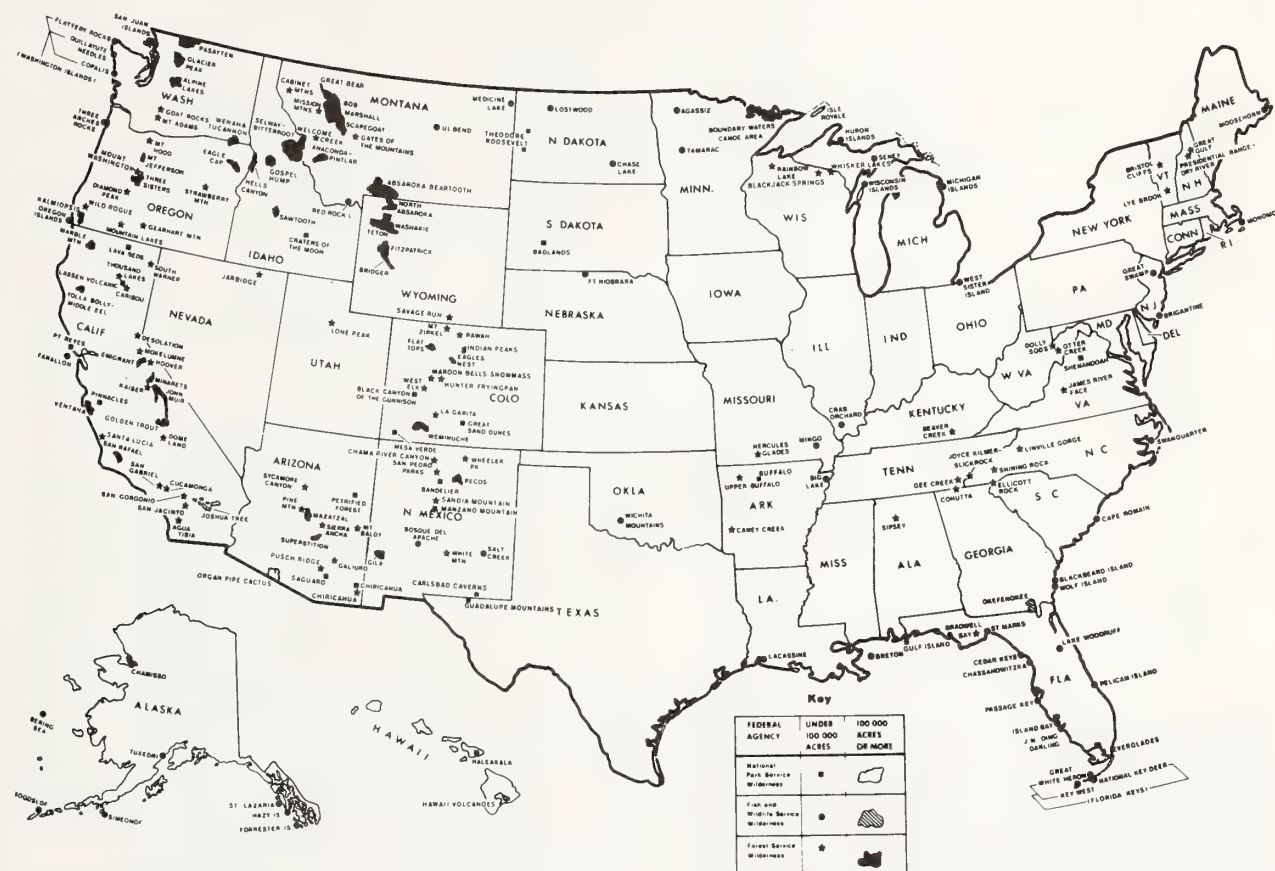 SAN JUAN
ISLANDS
FLATTERY ROCKS
QUILLAYUTE
NEEDLES
COPALIS
(WASHINGTON ISLANDS)
PASAYTEN
GLACIER
PEAK
ALPINE
LAKES
WASH
GOAT ROCKS
MT ADAMS
WENAHA
TUCANNON
THREE
ARCHES
ROCKS
MT
HOOD
MT
JEFFERSON
MOUNT
WASHINGTON
THREE
SISTERS
DIAMOND
PEAK
EAGLE
CAP
HELLS
CANYON
STRAWBERRY
MTN
OREGON
WILD ROGUE
KALMIOPSIS
OREGON
ISLANDS
GEARHART MTN
MOUNTAIN LAKES
CABINET
MTNS
MISSION
MTNS
GREAT BEAR
BOB
MARSHALL
SCAPEGOAT
MONTANA
SELWAY-
BITTERROOT
WELCOME
CREEK
GATES OF
THE MOUNTAINS
ANACONDA-
PINTLAR
UL BEND
MEDICINE
LAKE
GOSPEL
HUMP
RED ROCK L
SAWTOOTH
CRATERS OF
THE MOON
IDAHO
ABSAROKA BEARTOOTH
NORTH
ABSAROKA
WASHAKIE
TETON
FITZPATRICK
BRIDGER
WYOMING
SAVAGE RUN
LOSTWOOD
THEODORE
ROOSEVELT
N DAKOTA
CHASE
LAKE
S DAKOTA
BADLANDS
FT NIOBRARA
NEBRASKA
KANSAS
AGASSIZ
TAMARAC
BOUNDARY WATERS
CANOE AREA
MINN.
IOWA
MISSOURI
ISLE
ROYALE
HURON
ISLANDS
SENEY
RAINBOW
LAKE
WHISKER LAKES
BLACKJACK SPRINGS
WISCONSIN
ISLANDS
MICHIGAN
ISLANDS
WIS
MICH
WEST
SISTER
ISLAND
ILL
IND
OHIO
CRAB
ORCHARD
MAINE
MOOSEHORN
GREAT
GULF
PRESIDENTIAL RANGE-
DRY RIVER
BRISTOL
CLIFFS
VT
LYE BROOK
NH
NEW YORK
MASS
MONOMOY
CONN
RI
PA
GREAT
SWAMP
NJ
BRIGANTINE
DEL
MD
DOLLY
SODS
OTTER
CREEK
SHENANDOAH
W VA
JAMES RIVER
FACE
VA
KENTUCKY
BEAVER
CREEK
TENN
JOYCE KILMER-
SLICKROCK
LINVILLE GORGE
SHINING ROCK
GEE CREEK
COHUTTA
ELLICOTT
ROCK
N C
SWANQUARTER
S C
CAPE ROMAIN
GEORGIA
BLACKBEARD ISLAND
WOLF ISLAND
OKEFENOKEE
MARBLE
MTN
LAVA BEDS
THOUSAND
LAKES
SOUTH
WARNER
LASSEN VOLCANIC
CARIBOU
YOLLA BOLLY-
MIDDLE EEL
CALIF
PT REYES
FARALLON
DESOLATION
MOKELUMNE
EMIGRANT
HOOVER
MINARETS
KAISER
JOHN
MUIR
PINNACLES
VENTANA
GOLDEN TROUT
DOME
LAND
SANTA LUCIA
SAN RAFAEL
SAN
GABRIEL
CUCAMONGA
SAN GORGONIO
SAN JACINTO
JOSHUA TREE
AGUA
TIBIA
NEVADA
JARBIDGE
LONE PEAK
UTAH
MT
ZIRKEL
RAWAH
FLAT
TOPS
INDIAN PEAKS
EAGLES
NEST
MAROON BELLS SNOWMASS
WEST
ELK
HUNTER FRYINGPAN
BLACK CANYON
OF THE GUNNISON
COLO
LA GARITA
GREAT
SAND DUNES
WEMINUCHE
MESA VERDE
ARIZONA
SYCAMORE
CANYON
PETRIFIED
FOREST
PINE
MTN
MAZATZAL
SIERRA
ANCHA
MT
BALDY
SUPERSTITION
PUSCH RIDGE
GALIURO
SAGUARO
CHIRICAHUA
CHIRICAHUA
ORGAN PIPE CACTUS
CHAMA RIVER CANYON
SAN PEDRO
PARKS
WHEELER
PK
PECOS
BANDELIER
SANDIA MOUNTAIN
MANZANO MOUNTAIN
N MEXICO
BOSQUE DEL
APACHE
WHITE
MTN
SALT
CREEK
GILA
CARLSBAD CAVERNS
GUADALUPE MOUNTAINS
TEXAS
OKLA
WICHITA
MOUNTAINS
HERCULES
GLADES
MINGO
BUFFALO
UPPER BUFFALO
BIG
LAKE
ARK
CANEY CREEK
LA.
LACASSINE
MISS
ALA
SIPSEY
BRETON
GULF ISLAND
BRADWELL
BAY
ST MARKS
CEDAR KEYS
CHASSAHOWITZKA
LAKE WOODRUFF
FLA
PELICAN ISLAND
PASSAGE KEY
ISLAND BAY
J N DING
DARLING
EVERGLADES
GREAT
WHITE HERON
NATIONAL KEY DEER
KEY WEST
(FLORIDA KEYS)
CHAMISSO
ALASKA
BERING
SEA
TUXEDNI
BOGOSLOF
SIMEONOF
ST LAZARIA
HAZY IS
FORRESTER IS
HAWAII
HALEAKALA
HAWAII VOLCANOES
Key
FEDERAL AGENCY
UNDER 100 000 ACRES
100 000 ACRES OR MORE
National
Park Service
Wilderness
Fish and
Wildlife Service
Wilderness
Forest Service
Wilderness